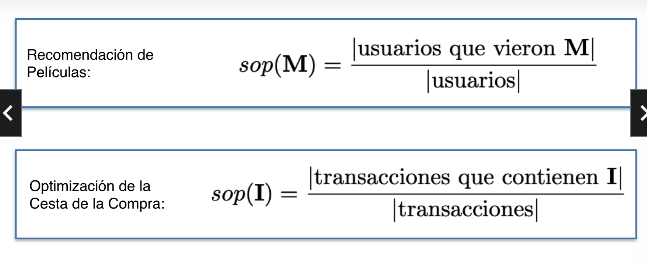 Recomendación de
Películas:
sop(M) = |usuarios que vieron M| / |usuarios|
Optimización de la
Cesta de la Compra:
sop(I) = |transacciones que contienen I| / |transacciones|